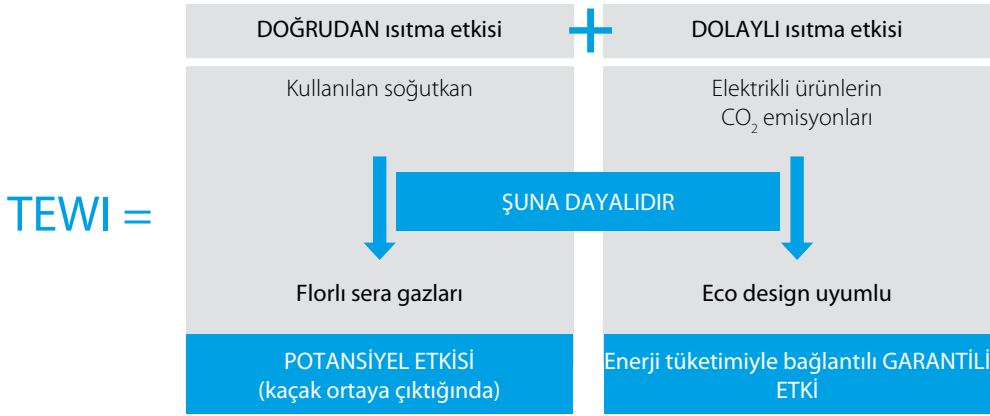 DOĞRUDAN ısıtma etkisi + DOLAYLI ısıtma etkisi
Kullanılan soğutkan
Elektrikli ürünlerin
CO₂ emisyonları
TEWI =
ŞUNA DAYALIDIR
Florlı sera gazları
Eco design uyumlu
POTANSİYEL ETKİSİ
(kaçak ortaya çıktığında)
Enerji tüketimiyle bağlantılı GARANTİLİ
ETKİ